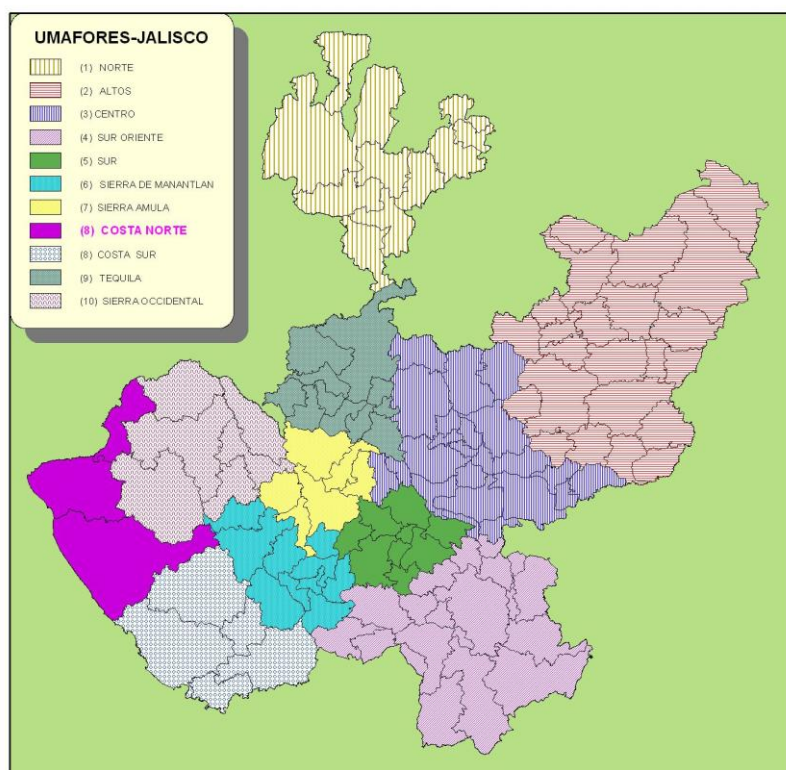 UMAFORES-JALISCO
(1) NORTE
(2) ALTOS
(3) CENTRO
(4) SUR ORIENTE
(5) SUR
(6) SIERRA DE MANANTLAN
(7) SIERRA AMULA
(8) COSTA NORTE
(8) COSTA SUR
(9) TEQUILA
(10) SIERRA OCCIDENTAL